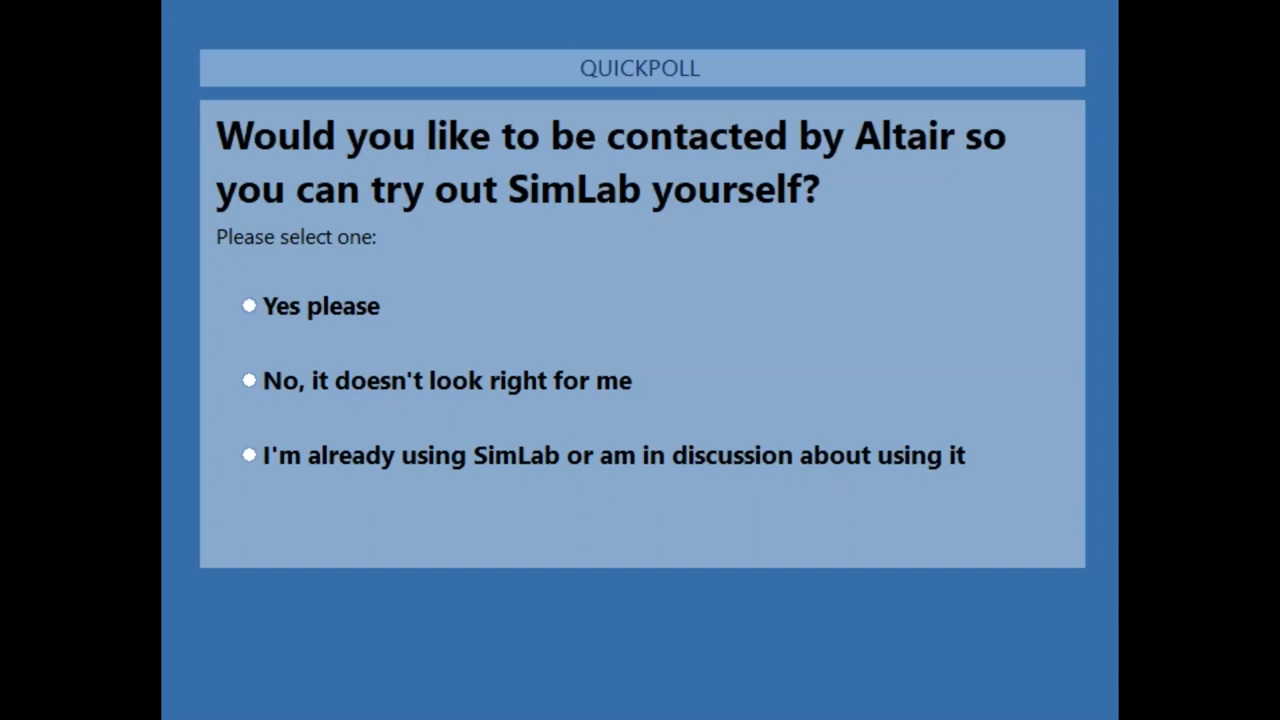 QUICKPOLL
Would you like to be contacted by Altair so
you can try out SimLab yourself?
Please select one:
Yes please
No, it doesn't look right for me
I'm already using SimLab or am in discussion about using it